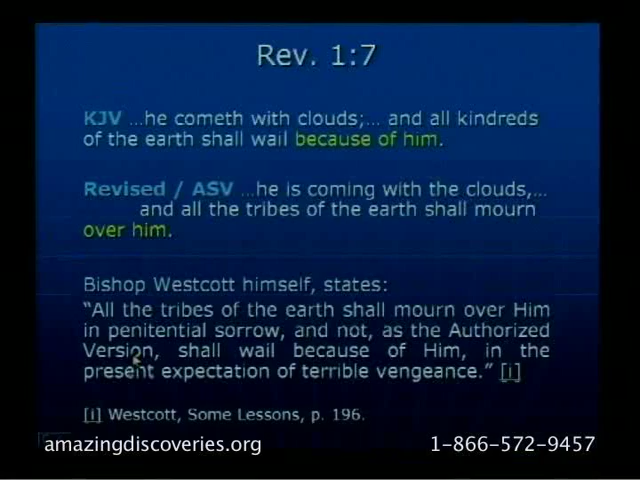 Rev. 1:7
KJV ...he cometh with clouds;... and all kindreds
of the earth shall wail because of him.
Revised / ASV ...he is coming with the clouds,...
and all the tribes of the earth shall mourn
over him.
Bishop Westcott himself, states:
“All the tribes of the earth shall mourn over Him
in penitential sorrow, and not, as the Authorized
Version, shall wail because of Him, in the
present expectation of terrible vengeance.” [i]
[i] Westcott, Some Lessons, p. 196.
amazingdiscoveries.org 1-866-572-9457